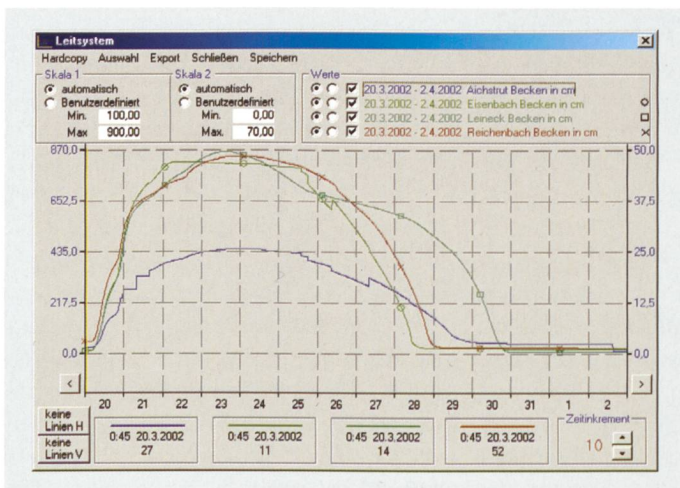 Leitsystem
Hardcopy Auswahl Export Schließen Speichern
Skala 1
automatisch
Benutzerdefiniert
Min. 100,00
Max 900,00
Skala 2
automatisch
Benutzerdefiniert
Min. 0,00
Max. 70,00
Werte
20.3.2002 - 2.4.2002 Aichstrut Becken in cm
20.3.2002 - 2.4.2002 Eisenbach Becken in cm
20.3.2002 - 2.4.2002 Leineck Becken in cm
20.3.2002 - 2.4.2002 Reichenbach Becken in cm
870,0 50,0
652,5 37,5
435,0 25,0
217,5 12,5
0,0 0,0
< >
20 21 22 23 24 25 26 27 28 29 30 31 1 2
keine
Linien H
keine
Linien V
0:45 20.3.2002
27
0:45 20.3.2002
11
0:45 20.3.2002
14
0:45 20.3.2002
52
Zeitinkrement
10